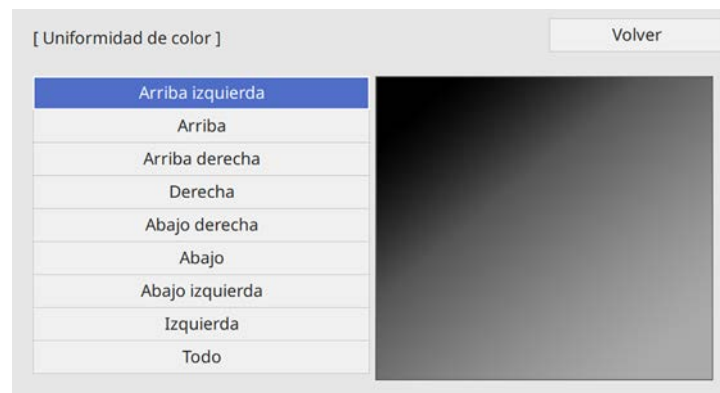 [ Uniformidad de color ]
Volver
Arriba izquierda
Arriba
Arriba derecha
Derecha
Abajo derecha
Abajo
Abajo izquierda
Izquierda
Todo